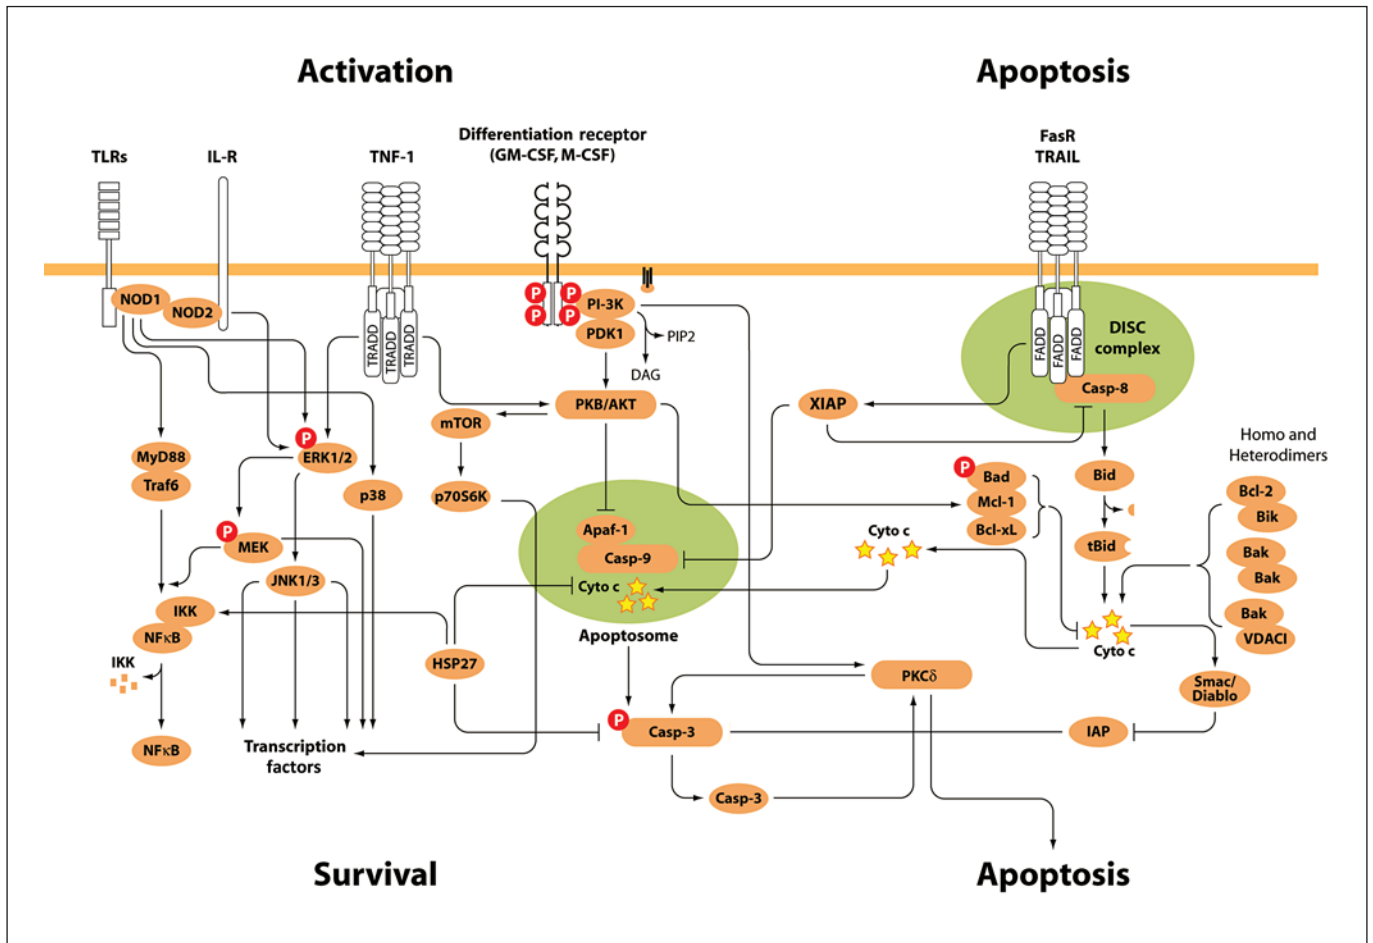 Activation
Apoptosis
Differentiation receptor
(GM-CSF, M-CSF)
FasR
TRAIL
TLRs
IL-R
TNF-1
NOD1
NOD2
P
P
P
P
PI-3K
PDK1
PIP2
DAG
TRADD
TRADD
TRADD
FADD
FADD
FADD
DISC
complex
Casp-8
PKB/AKT
XIAP
mTOR
P
ERK1/2
MyD88
Traf6
p38
p70S6K
Homo and
Heterodimers
P
Bad
Mcl-1
Bcl-xL
Bid
tBid
Bcl-2
Bik
Bak
Bak
Bak
VDACI
P
MEK
JNK1/3
Apaf-1
Casp-9
Cyto c
Cyto c
Cyto c
Apoptosome
IKK
NFκB
IKK
NFκB
HSP27
PKCδ
Smac/
Diablo
P
Casp-3
IAP
Transcription
factors
Casp-3
Survival
Apoptosis